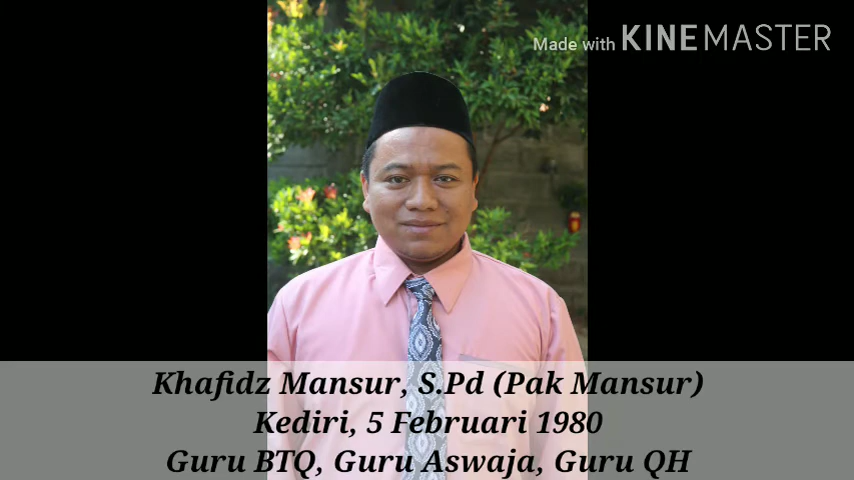 Made with KINEMASTER
Khafidz Mansur, S.Pd (Pak Mansur)
Kediri, 5 Februari 1980
Guru BTQ, Guru Aswaja, Guru QH